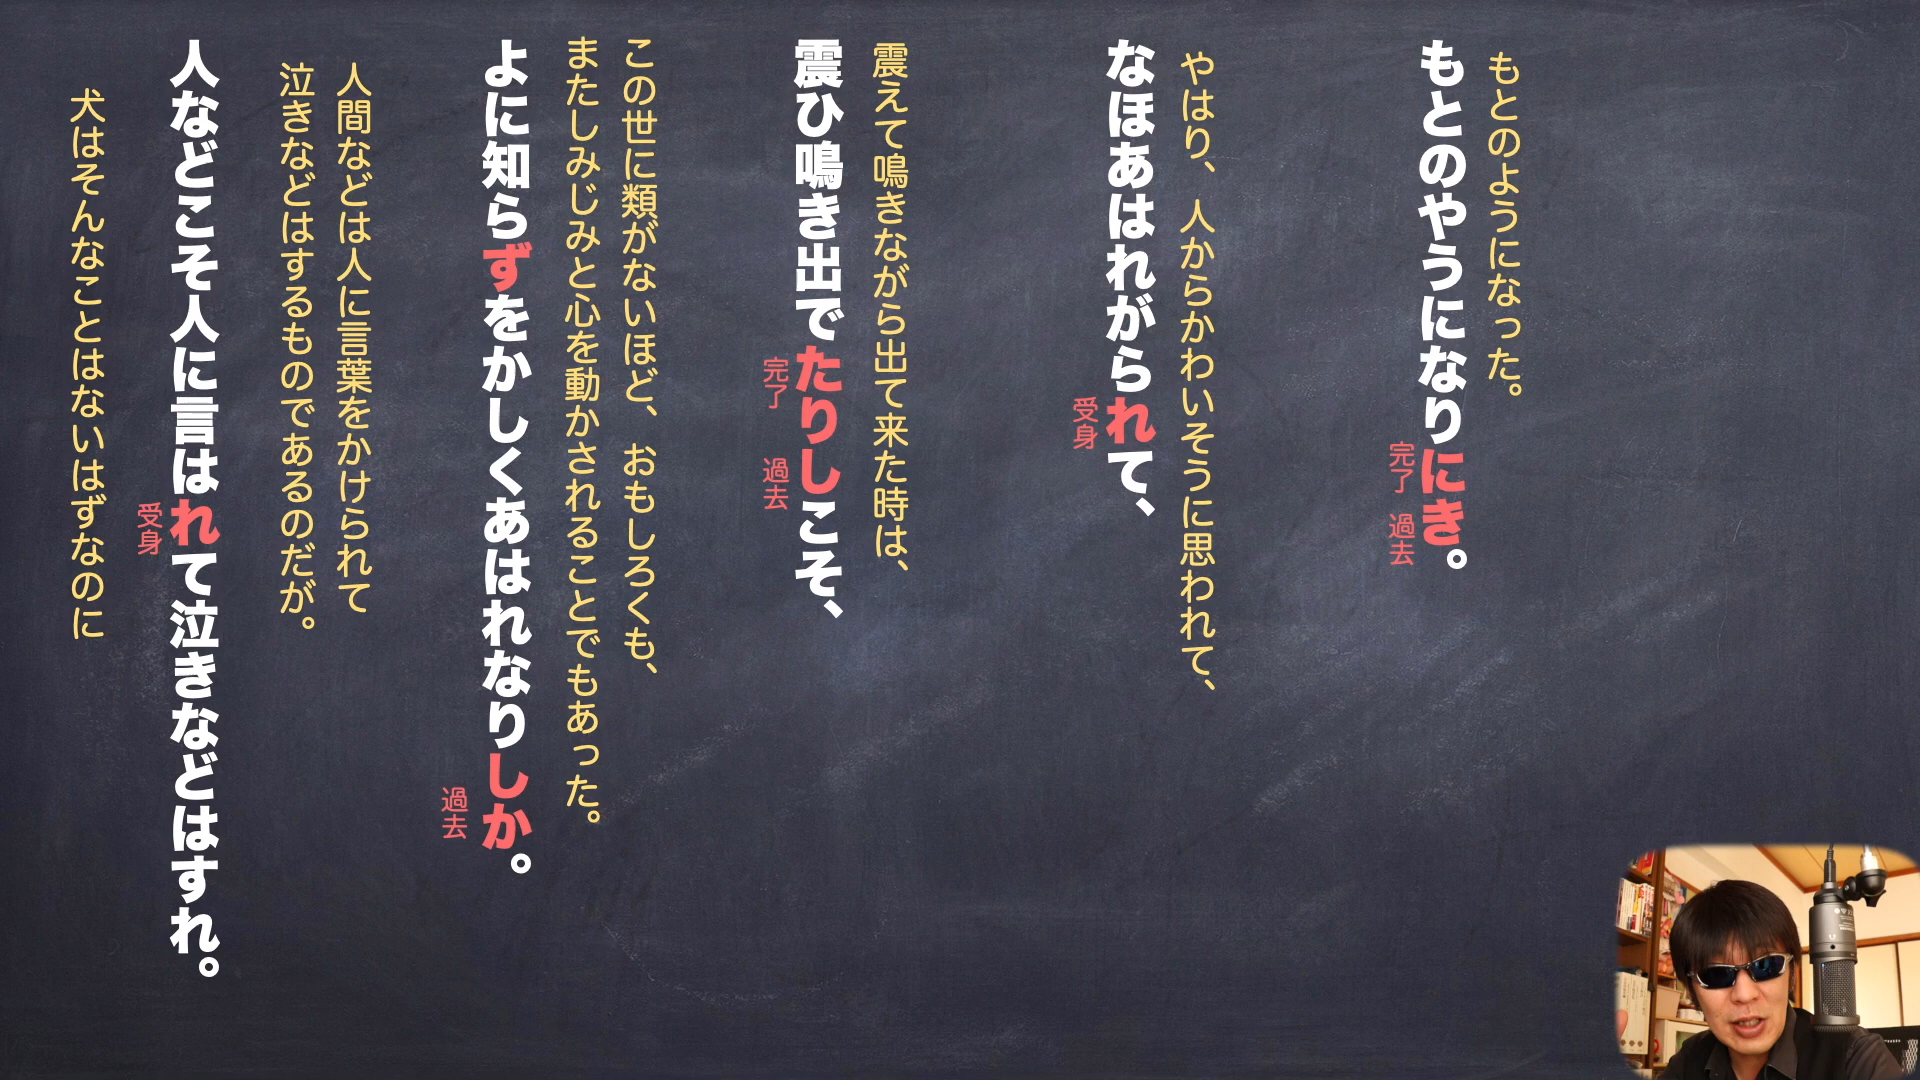 もとのようになった。
もとのやうになりにき。
完了 過去
やはり、人からかわいそうに思われて、
なほあはれがられて、
受身
震えて鳴きながら出て来た時は、
震ひ鳴き出でたりしこそ、
完了 過去
この世に類がないほど、おもしろくも、
またしみじみと心を動かされることでもあった。
よに知らずをかしくあはれなりしか。
過去
人間などは人に言葉をかけられて
泣きなどはするものであるのだが。
人などこそ人に言はれて泣きなどはすれ。
受身
犬はそんなことはないはずなのに